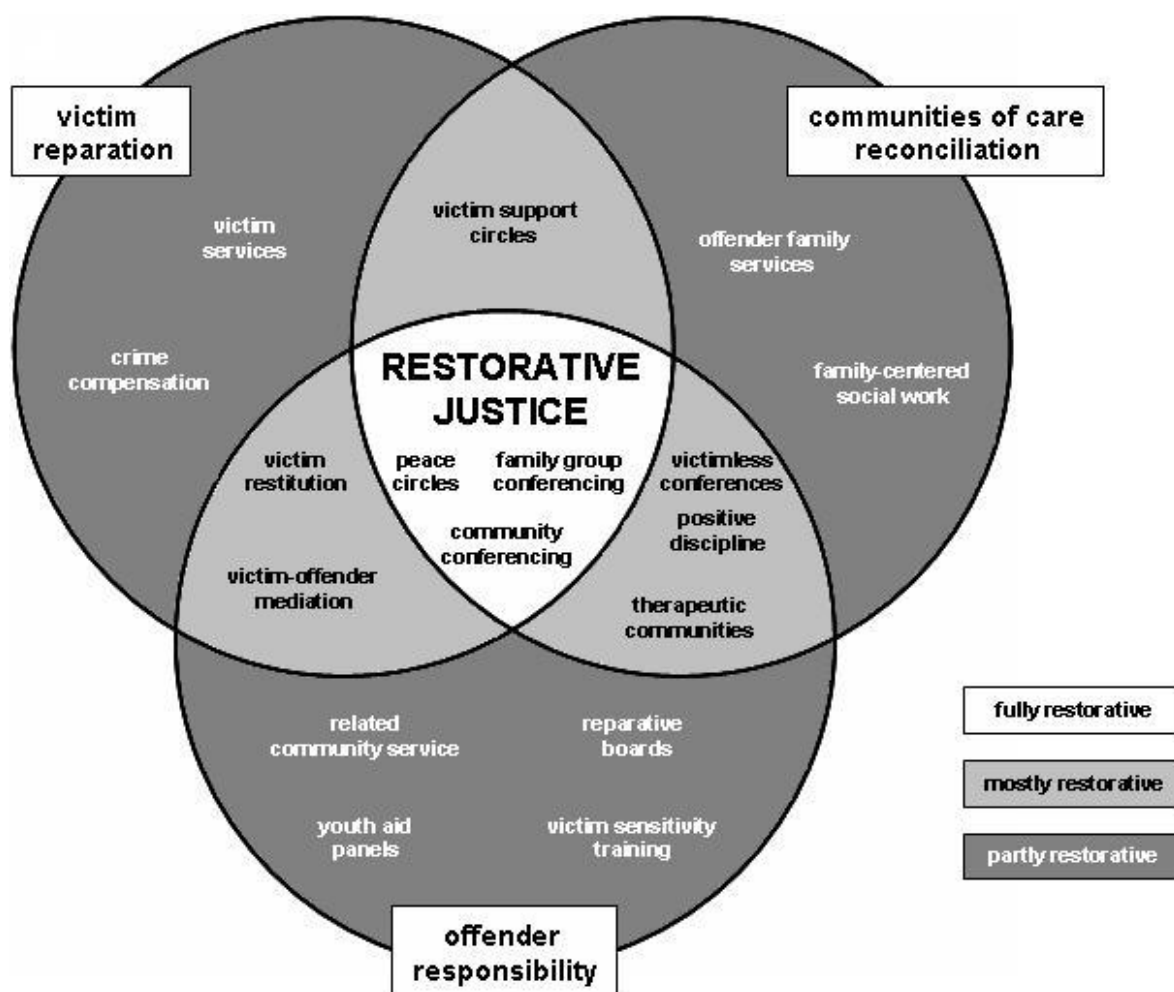 victim
reparation
communities of care
reconciliation
victim support
circles
victim
services
offender family
services
crime
compensation
family-centered
social work
RESTORATIVE
JUSTICE
peace
circles
family group
conferencing
community
conferencing
victim
restitution
victim-offender
mediation
victimless
conferences
positive
discipline
therapeutic
communities
related
community service
reparative
boards
youth aid
panels
victim sensitivity
training
offender
responsibility
fully restorative
mostly restorative
partly restorative